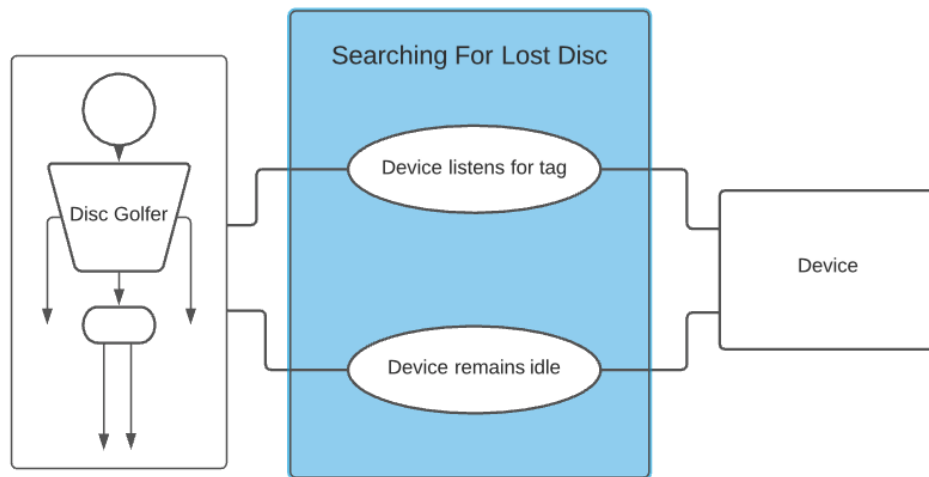 Searching For Lost Disc
Device listens for tag
Disc Golfer
Device
Device remains idle